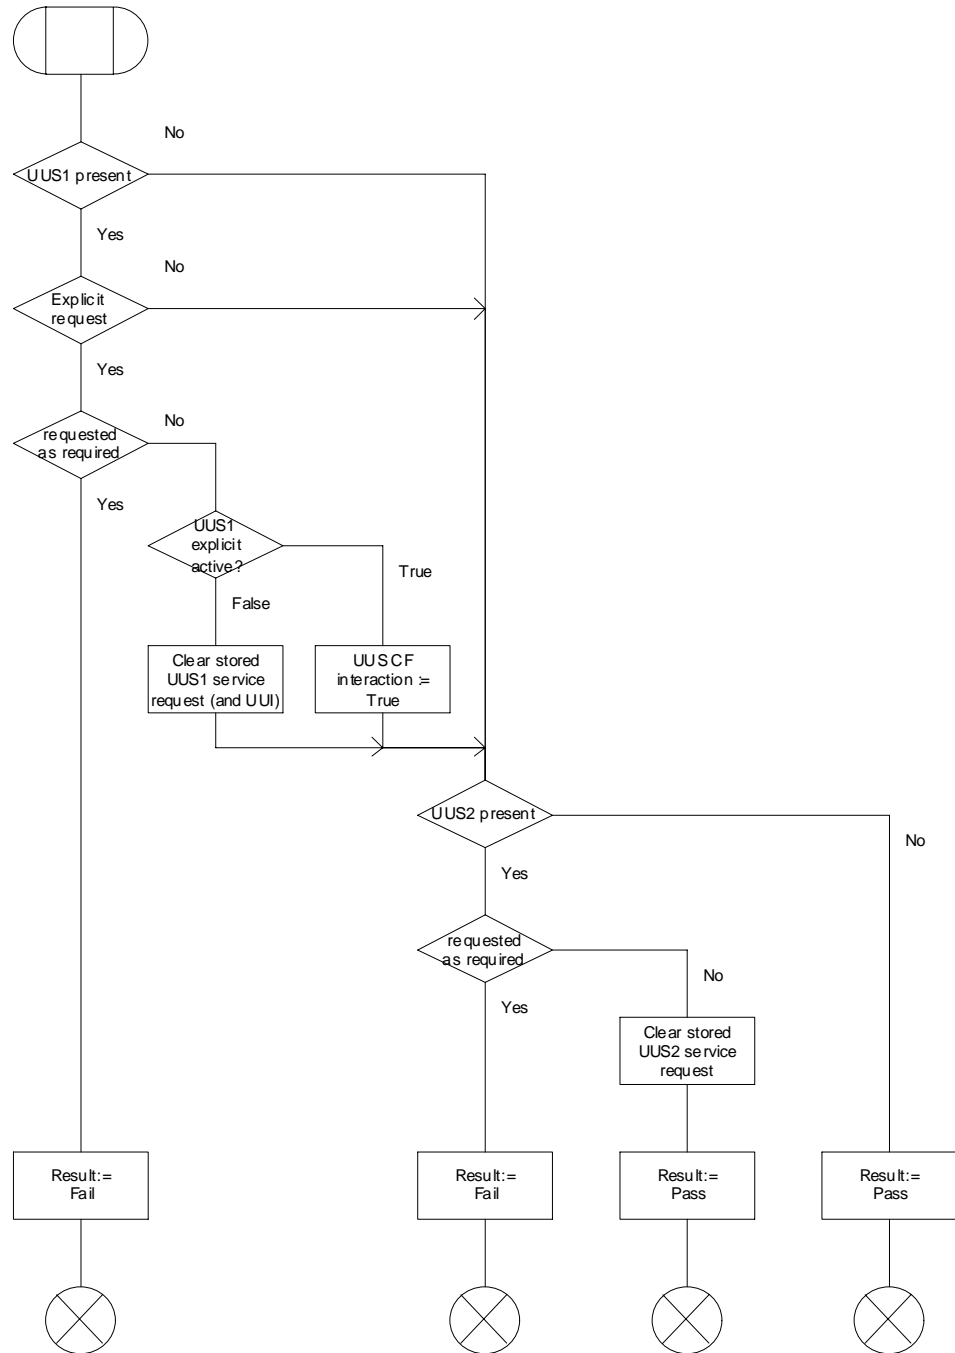 No
UUS1 present
Yes
No
Explicit
request
Yes
No
requested
as required
Yes
UUS1
explicit
active?
True
False
Clear stored
UUS1 service
request (and UUI)
UUSCF
interaction :=
True
UUS2 present
No
Yes
requested
as required
No
Yes
Clear stored
UUS2 service
request
Result:=
Fail
Result:=
Fail
Result:=
Pass
Result:=
Pass